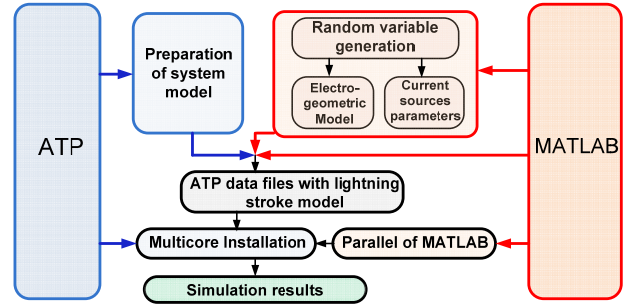 ATP
Preparation
of system
model
Random variable
generation
Electro-
geometric
Model
Current
sources
parameters
MATLAB
ATP data files with lightning
stroke model
Multicore Installation
Parallel of MATLAB
Simulation results